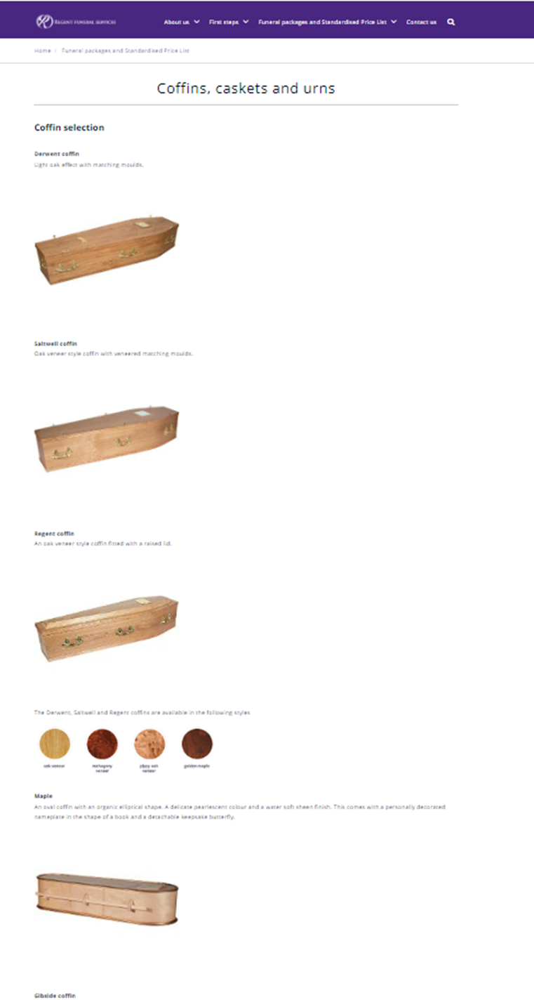 REGENT FUNERAL SERVICES
About us
First steps
Funeral packages and Standardised Price List
Contact us
Home / Funeral packages and Standardised Price List
Coffins, caskets and urns
Coffin selection
Derwent coffin
Light oak effect with matching moulds.
Saltwell coffin
Oak veneer style coffin with veneered matching moulds.
Regent coffin
An oak veneer style coffin fitted with a raised lid.
The Derwent, Saltwell and Regent coffins are available in the following styles
oak veneer
mahogany
veneer
pippy oak
veneer
golden maple
Maple
An oval coffin with an organic elliptical shape. A delicate pearlescent colour and a water soft sheen finish. This comes with a personally decorated
nameplate in the shape of a book and a detachable keepsake butterfly.
Gibside coffin